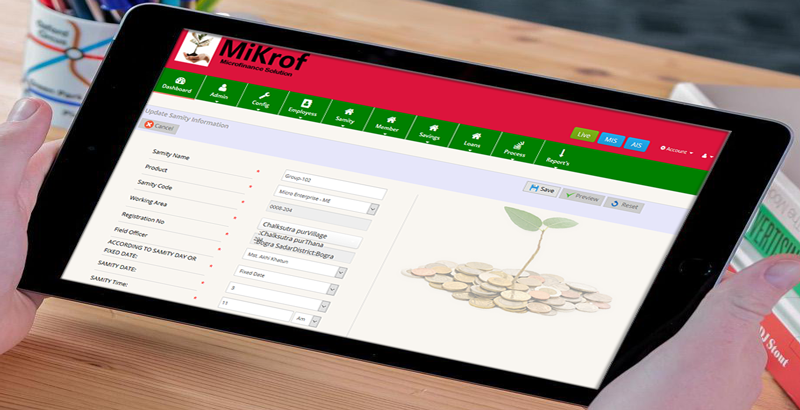 MiKrof
Microfinance Solution
Dashboard
Admin
Config
Employess
Samity
Member
Savings
Loans
Process
Report's
Live
MIS
AIS
Account
Update Samity Information
Cancel
Save
Preview
Reset
Samity Name
Group-102
Product
Micro Enterprise - ME
Samity Code
0008-204
Working Area
Chalksutra purVillage
:Chalksutra purThana
:Bogra SadarDistrict:Bogra
Registration No
Field Officer
Msp. Akhi Khatun
ACCORDING TO SAMITY DAY OR
FIXED DATE:
Fixed Date
SAMITY DATE:
3
SAMITY Time:
11
Am
DJ Stout